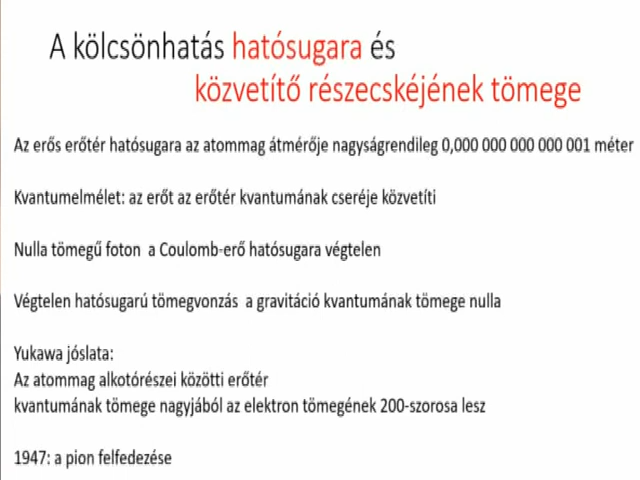 A kölcsönhatás hatósugara és
közvetítő részecskéjének tömege
Az erős erőtér hatósugara az atommag átmérője nagyságrendileg 0,000 000 000 000 001 méter
Kvantumelmélet: az erőt az erőtér kvantumának cseréje közvetíti
Nulla tömegű foton a Coulomb-erő hatósugara végtelen
Végtelen hatósugarú tömegvonzás a gravitáció kvantumának tömege nulla
Yukawa jóslata:
Az atommag alkotórészei közötti erőtér
kvantumának tömege nagyjából az elektron tömegének 200-szorosa lesz
1947: a pion felfedezése